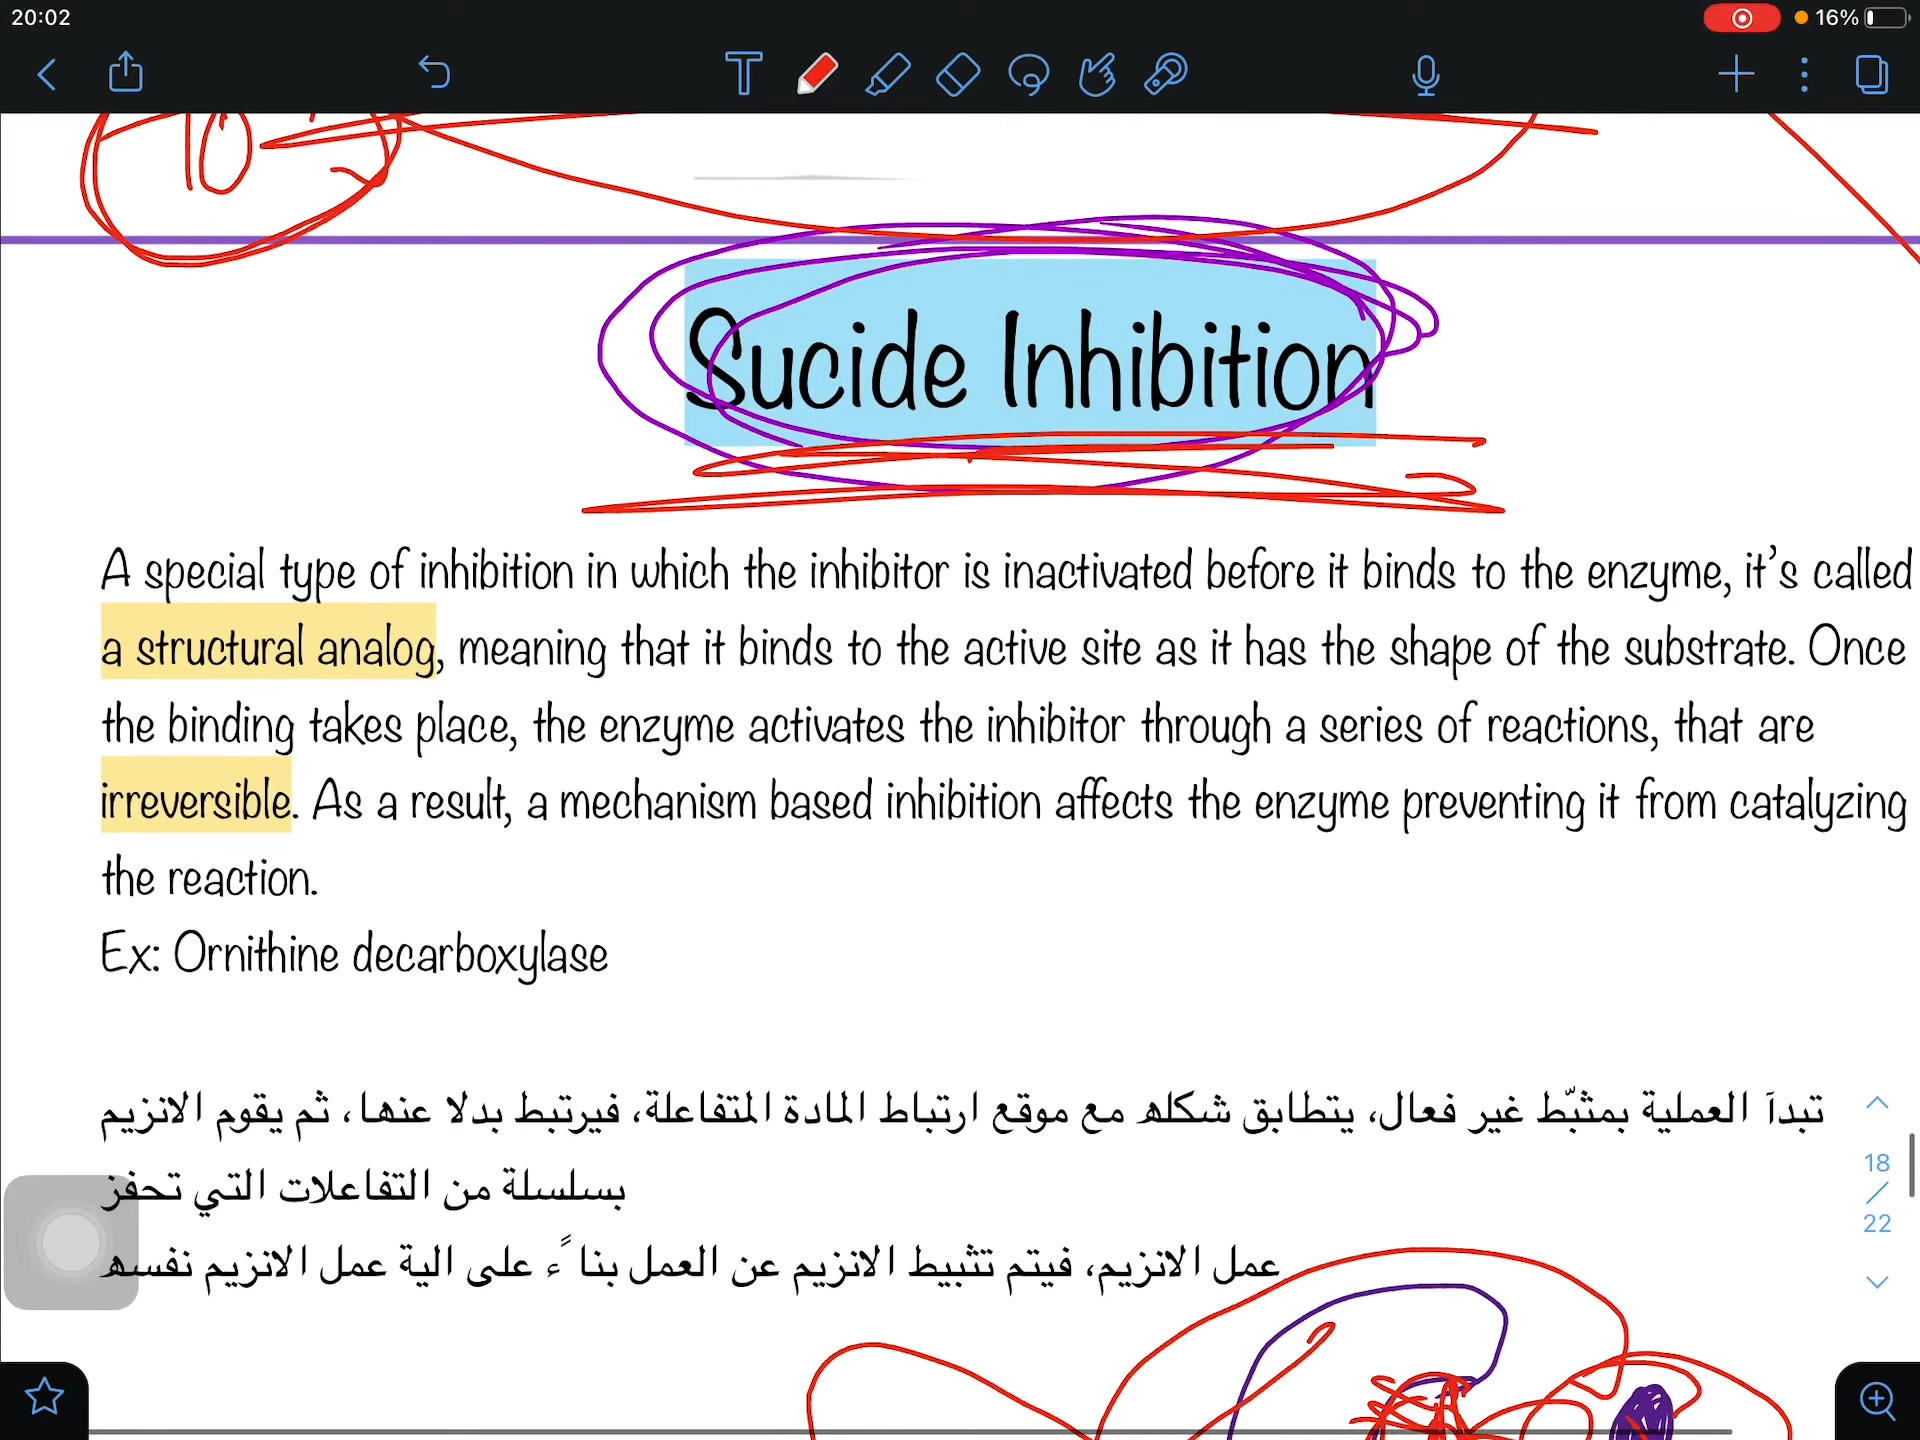 20:02
16%
10
Sucide Inhibition
A special type of inhibition in which the inhibitor is inactivated before it binds to the enzyme, it's called
a structural analog, meaning that it binds to the active site as it has the shape of the substrate. Once
the binding takes place, the enzyme activates the inhibitor through a series of reactions, that are
irreversible. As a result, a mechanism based inhibition affects the enzyme preventing it from catalyzing
the reaction.
Ex: Ornithine decarboxylase
تبدآ العملية بمثبّط غير فعال، يتطابق شكله مع موقع ارتباط المادة المتفاعلة، فيرتبط بدلا عنها، ثم يقوم الانزيم
بسلسلة من التفاعلات التي تحفز
عمل الانزيم، فيتم تثبيط الانزيم عن العمل بنا ًء على الية عمل الانزيم نفسه
18
/
22